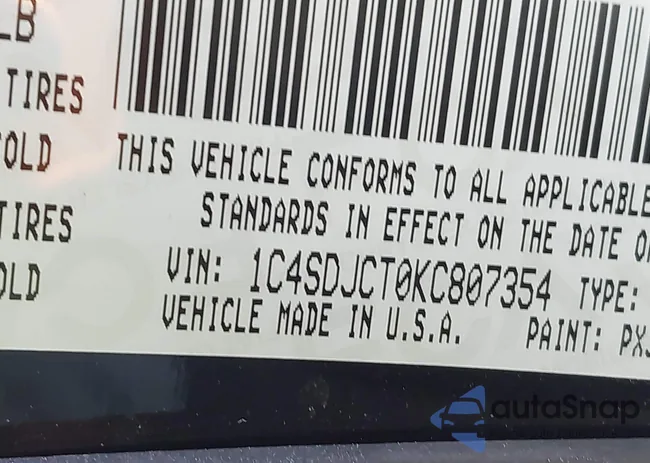 LB
TIRES
OLD
THIS VEHICLE CONFORMS TO ALL APPLICABLE
STANDARDS IN EFFECT ON THE DATE O
TIRES
OLD
VIN: 1C4SDJCT0KC807354 TYPE:
VEHICLE MADE IN U.S.A. PAINT: PXJ
autoSnap